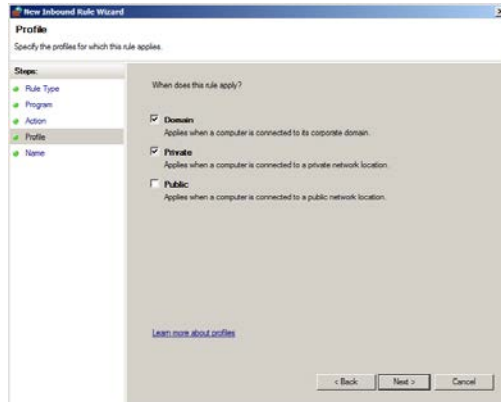 New Inbound Rule Wizard
Profile
Specify the profiles for which this rule applies.
Steps:
Rule Type
Program
Action
Profile
Name
When does this rule apply?
Domain
Applies when a computer is connected to its corporate domain.
Private
Applies when a computer is connected to a private network location.
Public
Applies when a computer is connected to a public network location.
Learn more about profiles
< Back
Next >
Cancel